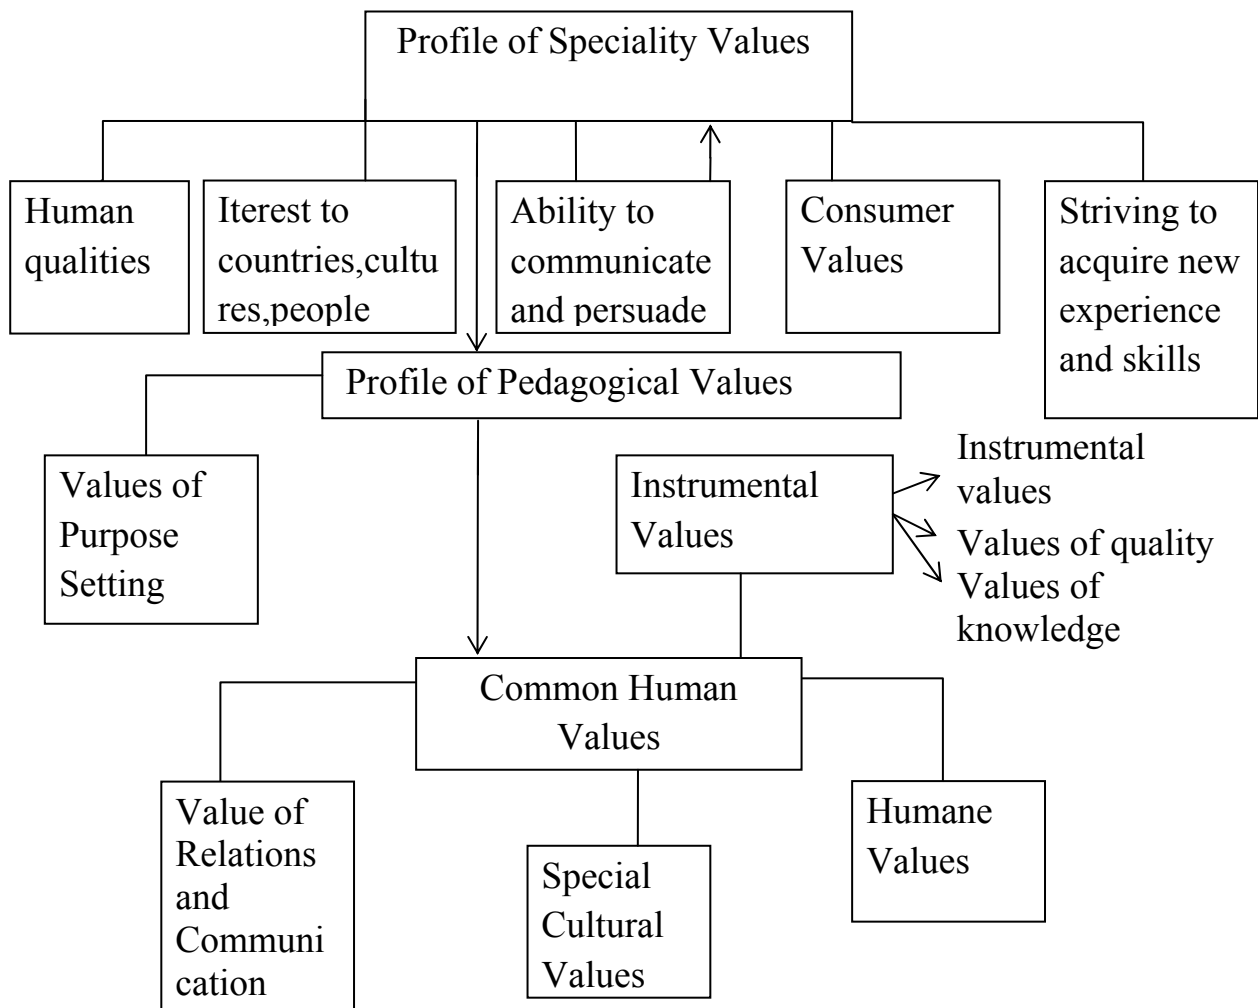 Profile of Speciality Values
Human
qualities
Iterest to
countries,cultu
res,people
Ability to
communicate
and persuade
Consumer
Values
Striving to
acquire new
experience
and skills
Profile of Pedagogical Values
Values of
Purpose
Setting
Instrumental
Values
Instrumental
values
Values of quality
Values of
knowledge
Common Human
Values
Value of
Relations
and
Communi
cation
Special
Cultural
Values
Humane
Values